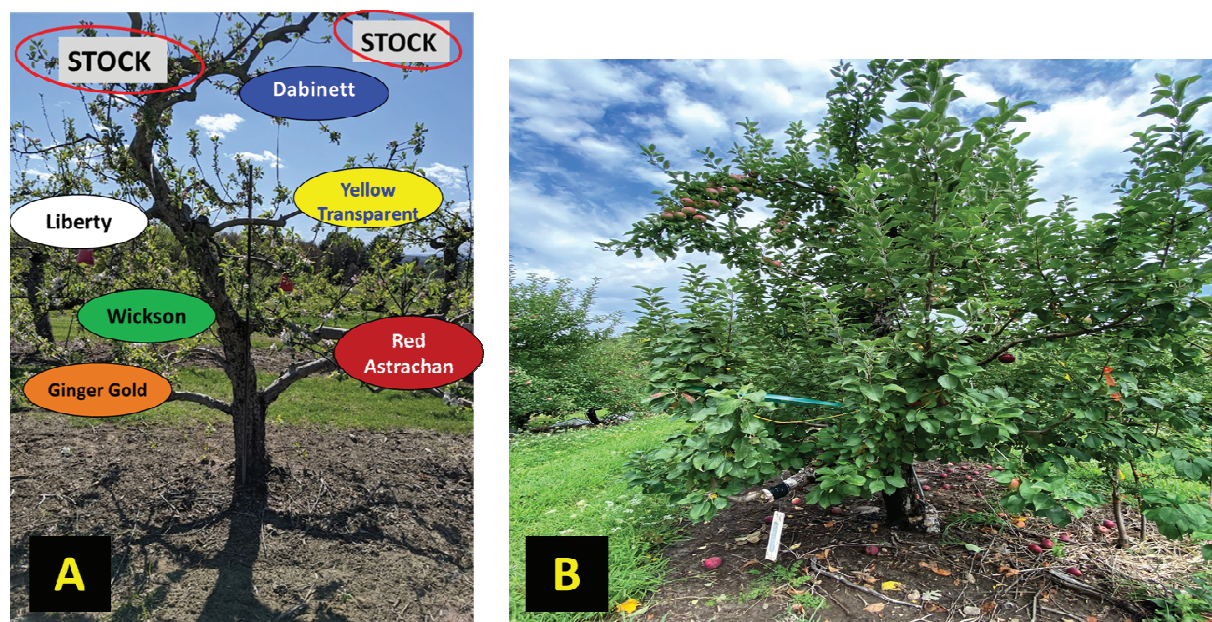 STOCK
STOCK
Dabinett
Yellow
Transparent
Liberty
Wickson
Red
Astrachan
Ginger Gold
A
B